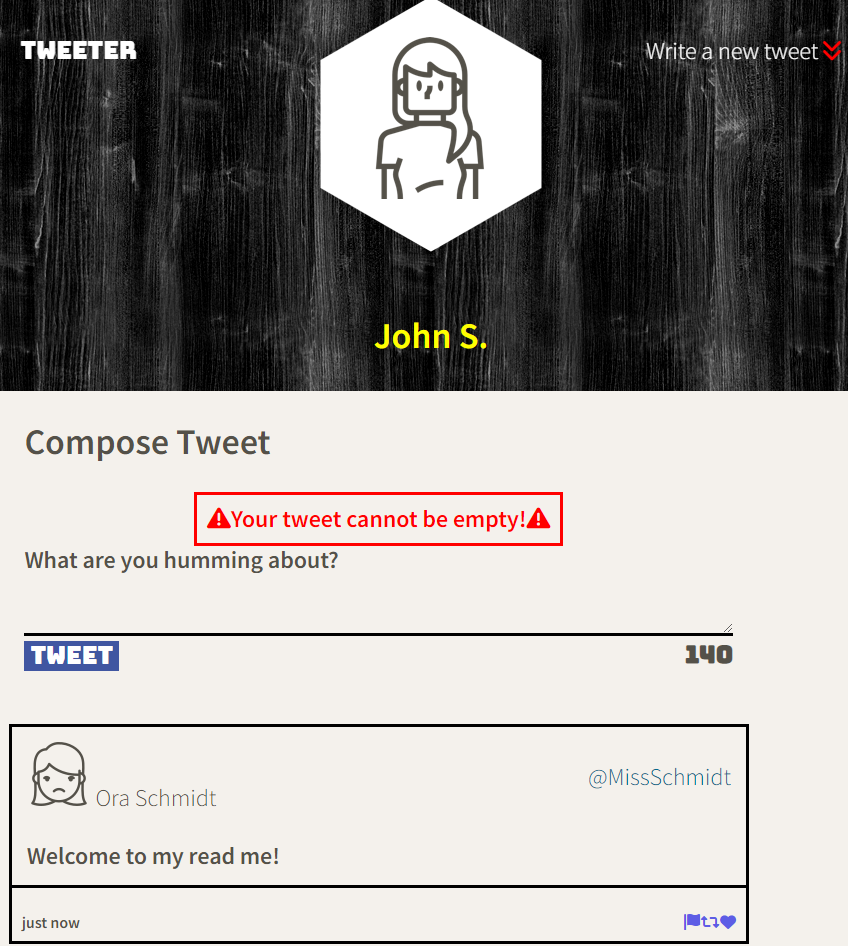 TWEETER
Write a new tweet
John S.
Compose Tweet
Your tweet cannot be empty!
What are you humming about?
TWEET
140
Ora Schmidt
@MissSchmidt
Welcome to my read me!
just now